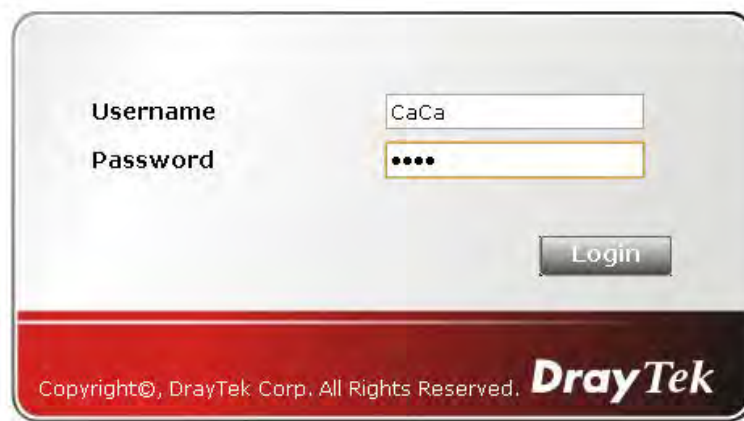 Username CaCa
Password ••••
Login
Copyright©, DrayTek Corp. All Rights Reserved. DrayTek